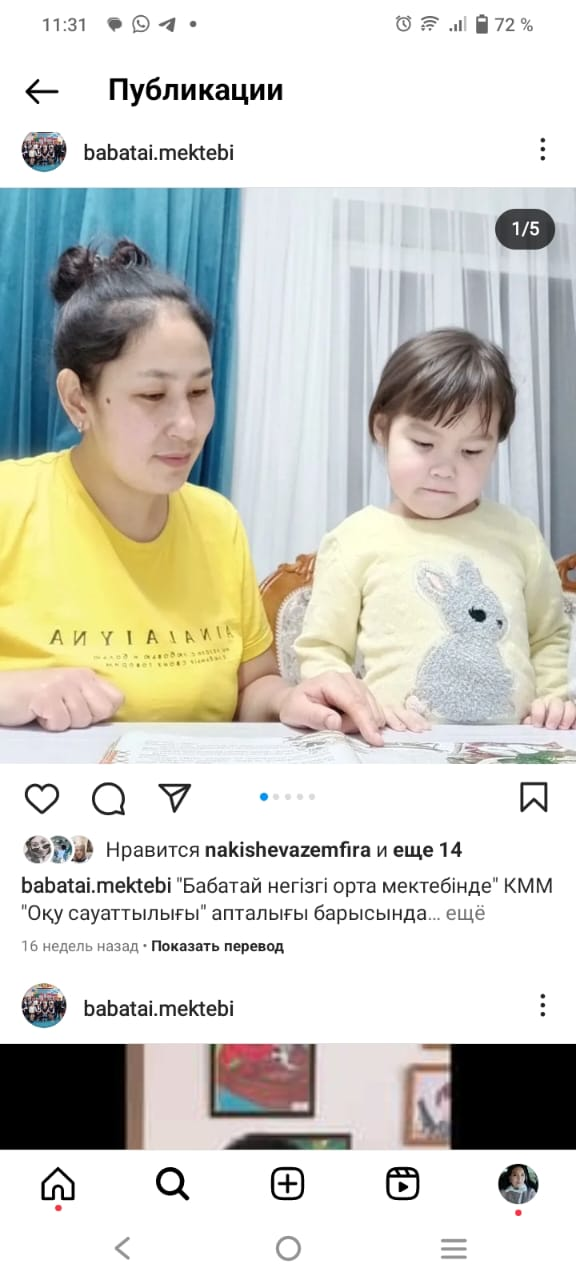 11:31
72 %
Публикации
babatai.mektebi
1/5
AINALAIYNA
Нравится nakishevazemfira и еще 14
babatai.mektebi "Бабатай негізгі орта мектебінде" КММ
"Оқу сауаттылығы" апталығы барысында... ещё
16 недель назад • Показать перевод
babatai.mektebi